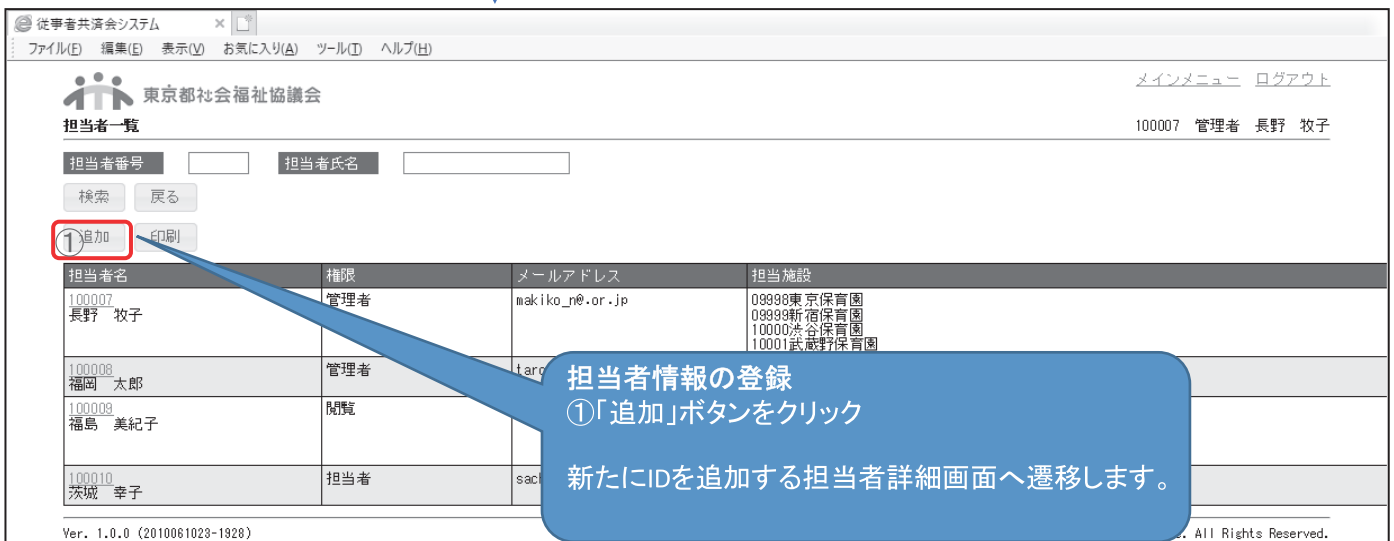 従事者共済会システム
ファイル(F) 編集(E) 表示(V) お気に入り(A) ツール(T) ヘルプ(H)
東京都社会福祉協議会
メインメニュー ログアウト
担当者一覧
100007 管理者 長野 牧子
担当者番号 担当者氏名
検索 戻る
①追加 印刷
担当者名 権限 メールアドレス 担当施設
100007 管理者 makiko_n@.or.jp 09998東京保育園
長野 牧子 09999新宿保育園
10000渋谷保育園
10001武蔵野保育園
100008 管理者
福岡 太郎
100009 閲覧
福島 美紀子
100010 担当者
茨城 幸子
担当者情報の登録
①「追加」ボタンをクリック
新たにIDを追加する担当者詳細画面へ遷移します。
Ver. 1.0.0 (2010061023-1928) All Rights Reserved.